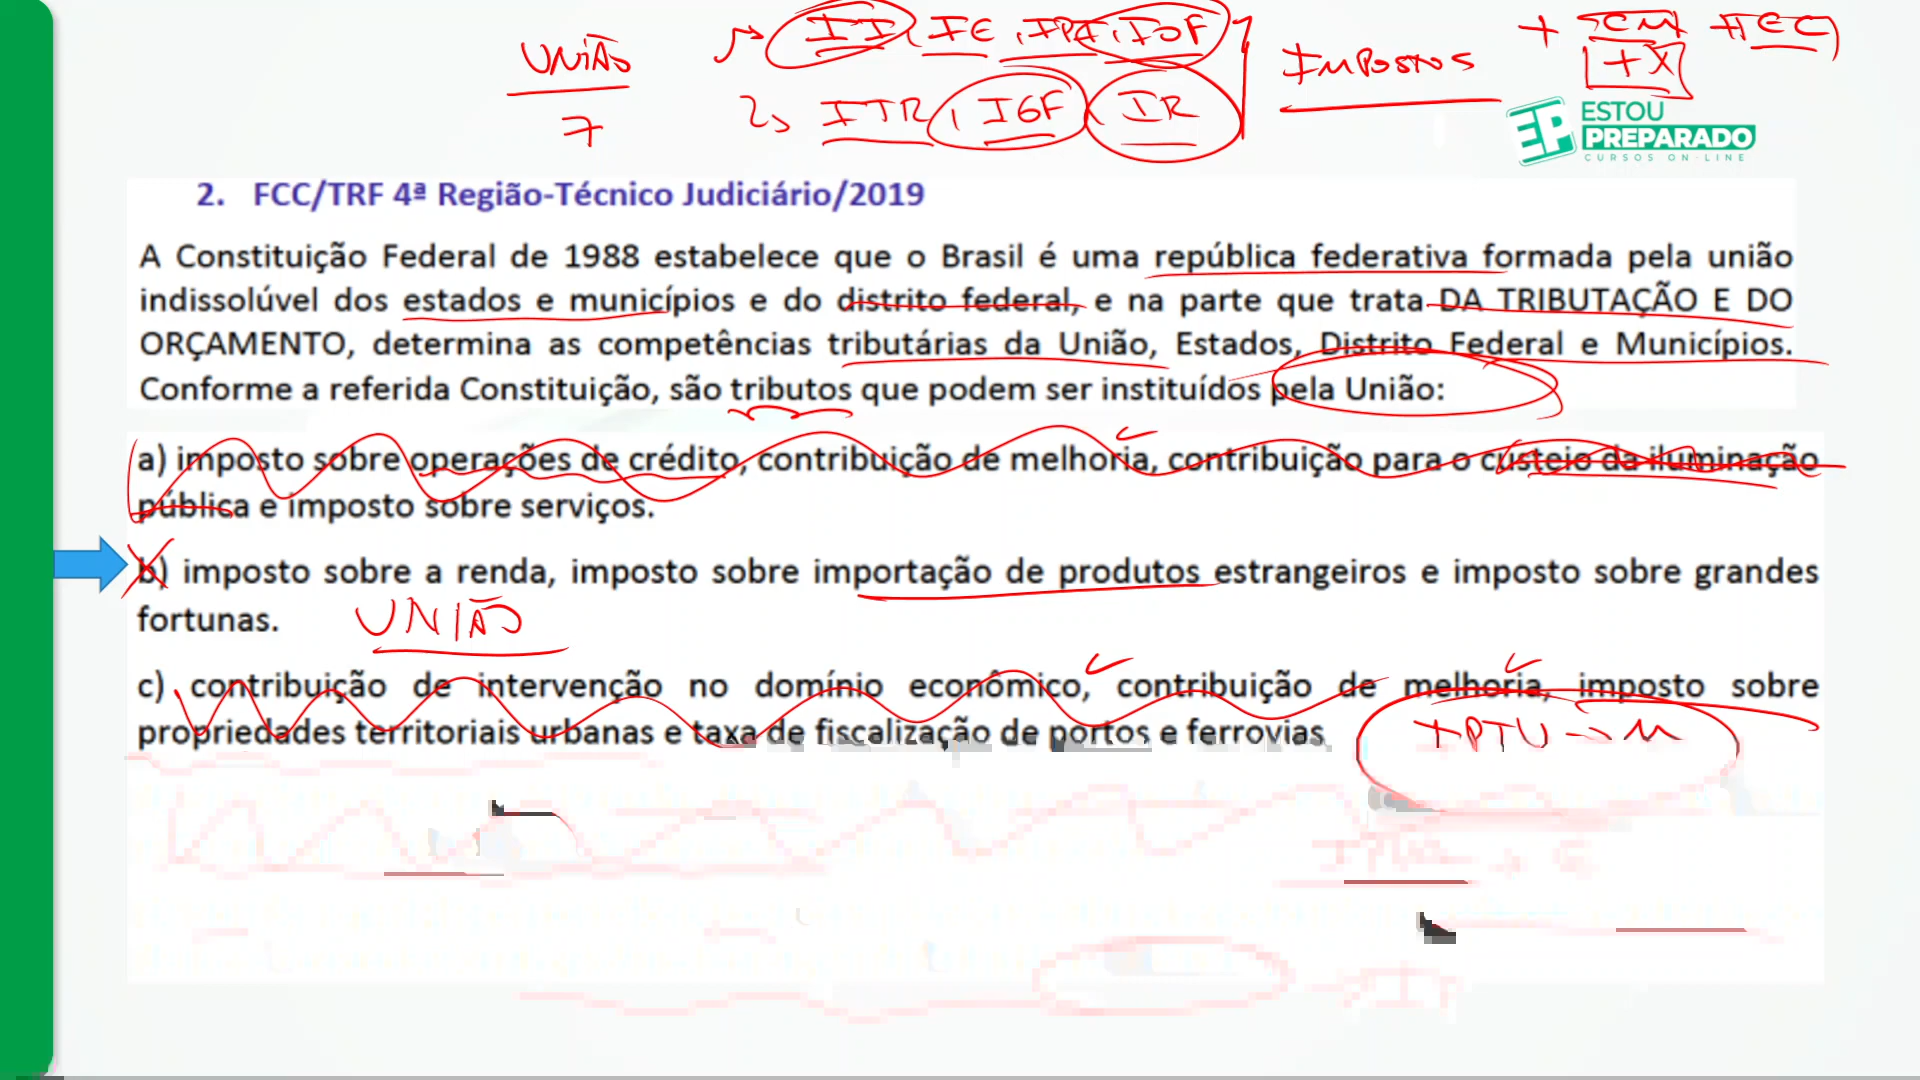 UNIÃO
7
II, IE, IPI, IOF
ITR, IGF, IR
IMPOSTOS
+
+X
ESTOU
PREPARADO
CURSOS ON-LINE
2. FCC/TRF 4ª Região-Técnico Judiciário/2019
A Constituição Federal de 1988 estabelece que o Brasil é uma república federativa formada pela união
indissolúvel dos estados e municípios e do distrito federal, e na parte que trata DA TRIBUTAÇÃO E DO
ORÇAMENTO, determina as competências tributárias da União, Estados, Distrito Federal e Municípios.
Conforme a referida Constituição, são tributos que podem ser instituídos pela União:
a) imposto sobre operações de crédito, contribuição de melhoria, contribuição para o custeio da iluminação
pública e imposto sobre serviços.
b) imposto sobre a renda, imposto sobre importação de produtos estrangeiros e imposto sobre grandes
fortunas.
UNIÃO
c) contribuição de intervenção no domínio econômico, contribuição de melhoria, imposto sobre
propriedades territoriais urbanas e taxa de fiscalização de portos e ferrovias
IPTU → M